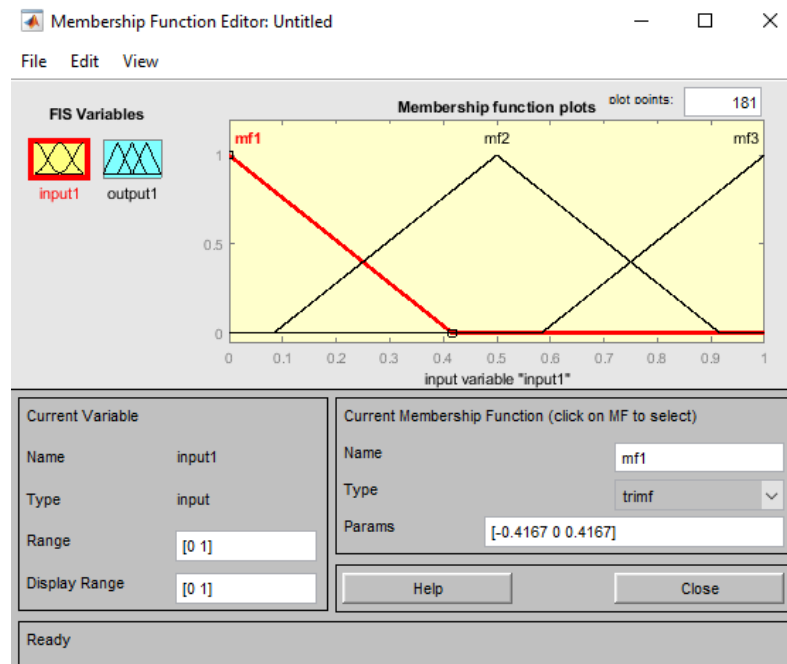 Membership Function Editor: Untitled
File Edit View
FIS Variables
input1 output1
Membership function plots plot points: 181
mf1 mf2 mf3
1
0.5
0
0 0.1 0.2 0.3 0.4 0.5 0.6 0.7 0.8 0.9 1
input variable "input1"
Current Variable
Name input1
Type input
Range [0 1]
Display Range [0 1]
Current Membership Function (click on MF to select)
Name mf1
Type trimf
Params [-0.4167 0 0.4167]
Help Close
Ready